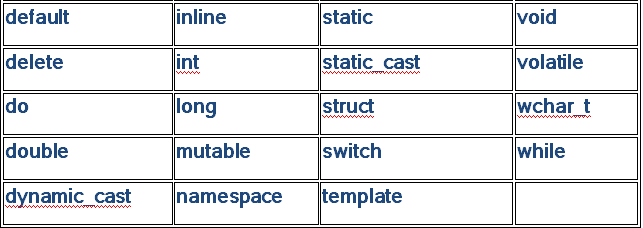 default inline static void
delete int static_cast volatile
do long struct wchar_t
double mutable switch while
dynamic_cast namespace template